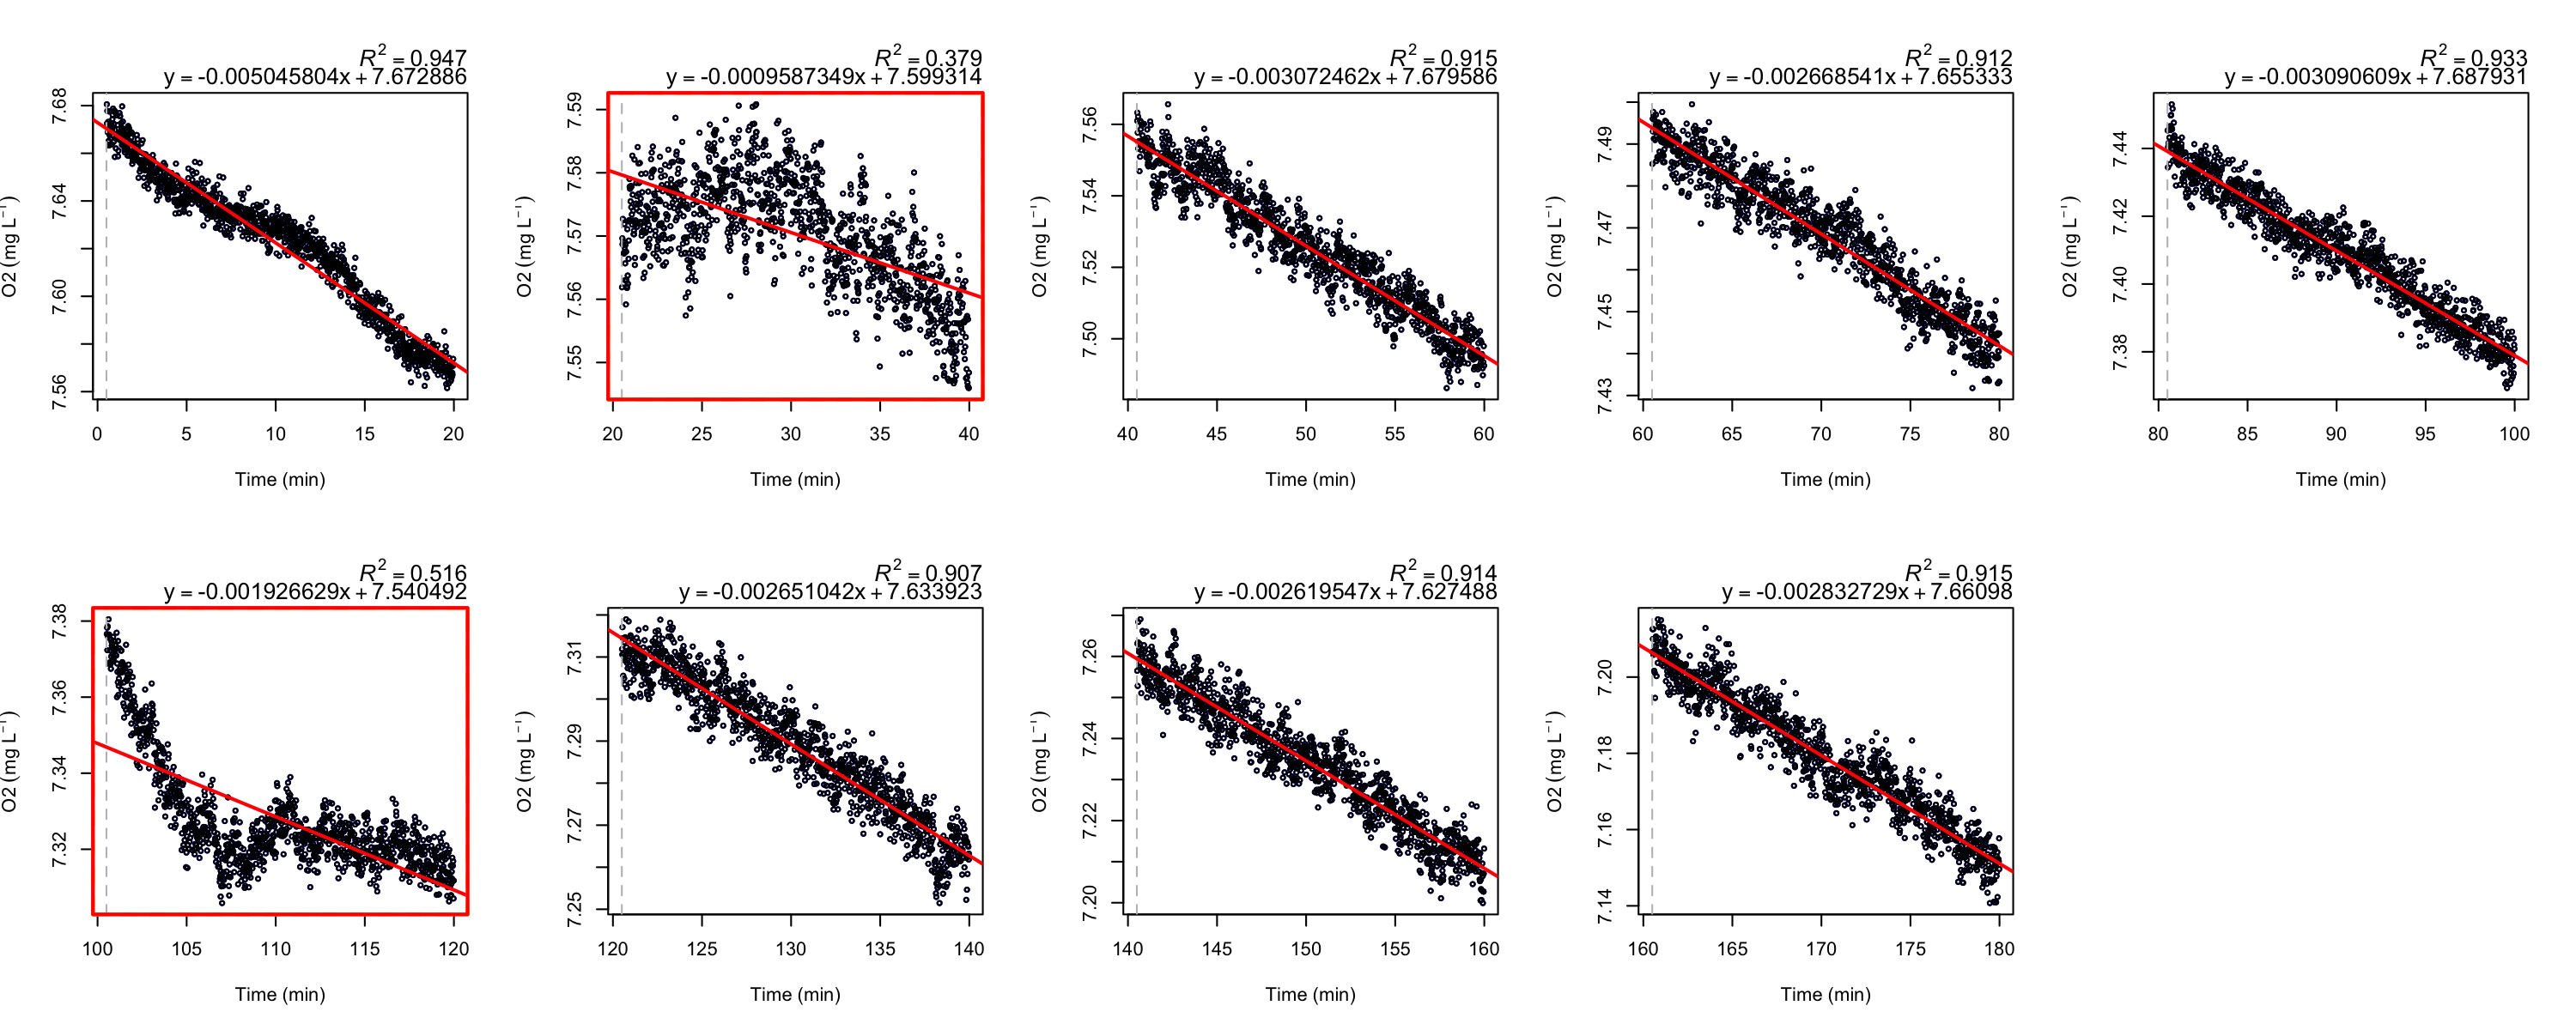 R² = 0.947
y = -0.005045804x + 7.672886
O2 (mg L⁻¹)
7.56 7.60 7.64 7.68
0 5 10 15 20
Time (min)
R² = 0.379
y = -0.0009587349x + 7.599314
O2 (mg L⁻¹)
7.55 7.56 7.57 7.58 7.59
20 25 30 35 40
Time (min)
R² = 0.915
y = -0.003072462x + 7.679586
O2 (mg L⁻¹)
7.50 7.52 7.54 7.56
40 45 50 55 60
Time (min)
R² = 0.912
y = -0.002668541x + 7.655333
O2 (mg L⁻¹)
7.43 7.45 7.47 7.49
60 65 70 75 80
Time (min)
R² = 0.933
y = -0.003090609x + 7.687931
O2 (mg L⁻¹)
7.38 7.40 7.42 7.44
80 85 90 95 100
Time (min)
R² = 0.516
y = -0.001926629x + 7.540492
O2 (mg L⁻¹)
7.32 7.34 7.36 7.38
100 105 110 115 120
Time (min)
R² = 0.907
y = -0.002651042x + 7.633923
O2 (mg L⁻¹)
7.25 7.27 7.29 7.31
120 125 130 135 140
Time (min)
R² = 0.914
y = -0.002619547x + 7.627488
O2 (mg L⁻¹)
7.20 7.22 7.24 7.26
140 145 150 155 160
Time (min)
R² = 0.915
y = -0.002832729x + 7.66098
O2 (mg L⁻¹)
7.14 7.16 7.18 7.20
160 165 170 175 180
Time (min)